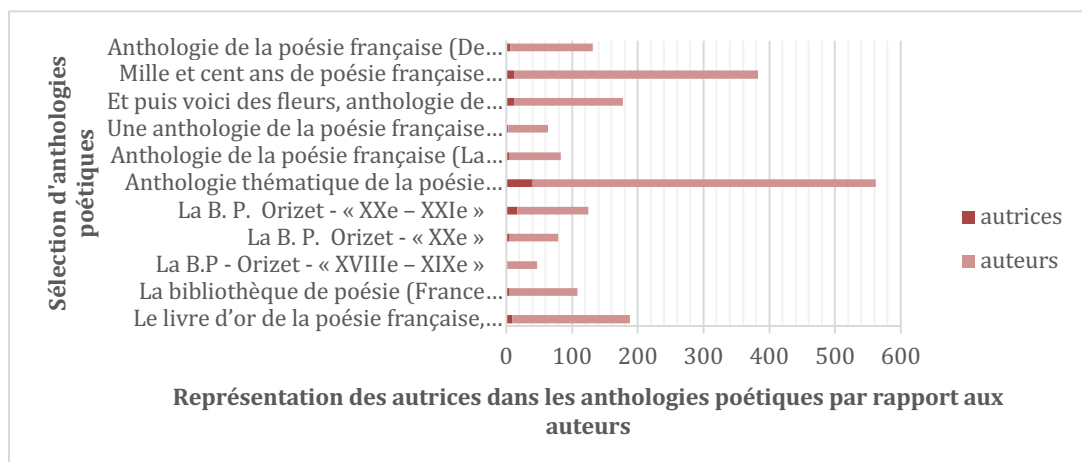 Sélection d'anthologies
poétiques
Anthologie de la poésie française (De...
Mille et cent ans de poésie française...
Et puis voici des fleurs, anthologie de...
Une anthologie de la poésie française...
Anthologie de la poésie française (La...
Anthologie thématique de la poésie...
La B. P.  Orizet - « XXe – XXIe »
La B. P.  Orizet - « XXe »
La B.P - Orizet - « XVIIIe – XIXe »
La bibliothèque de poésie (France...
Le livre d’or de la poésie française,...
0 100 200 300 400 500 600
Représentation des autrices dans les anthologies poétiques par rapport aux
auteurs
autrices
auteurs